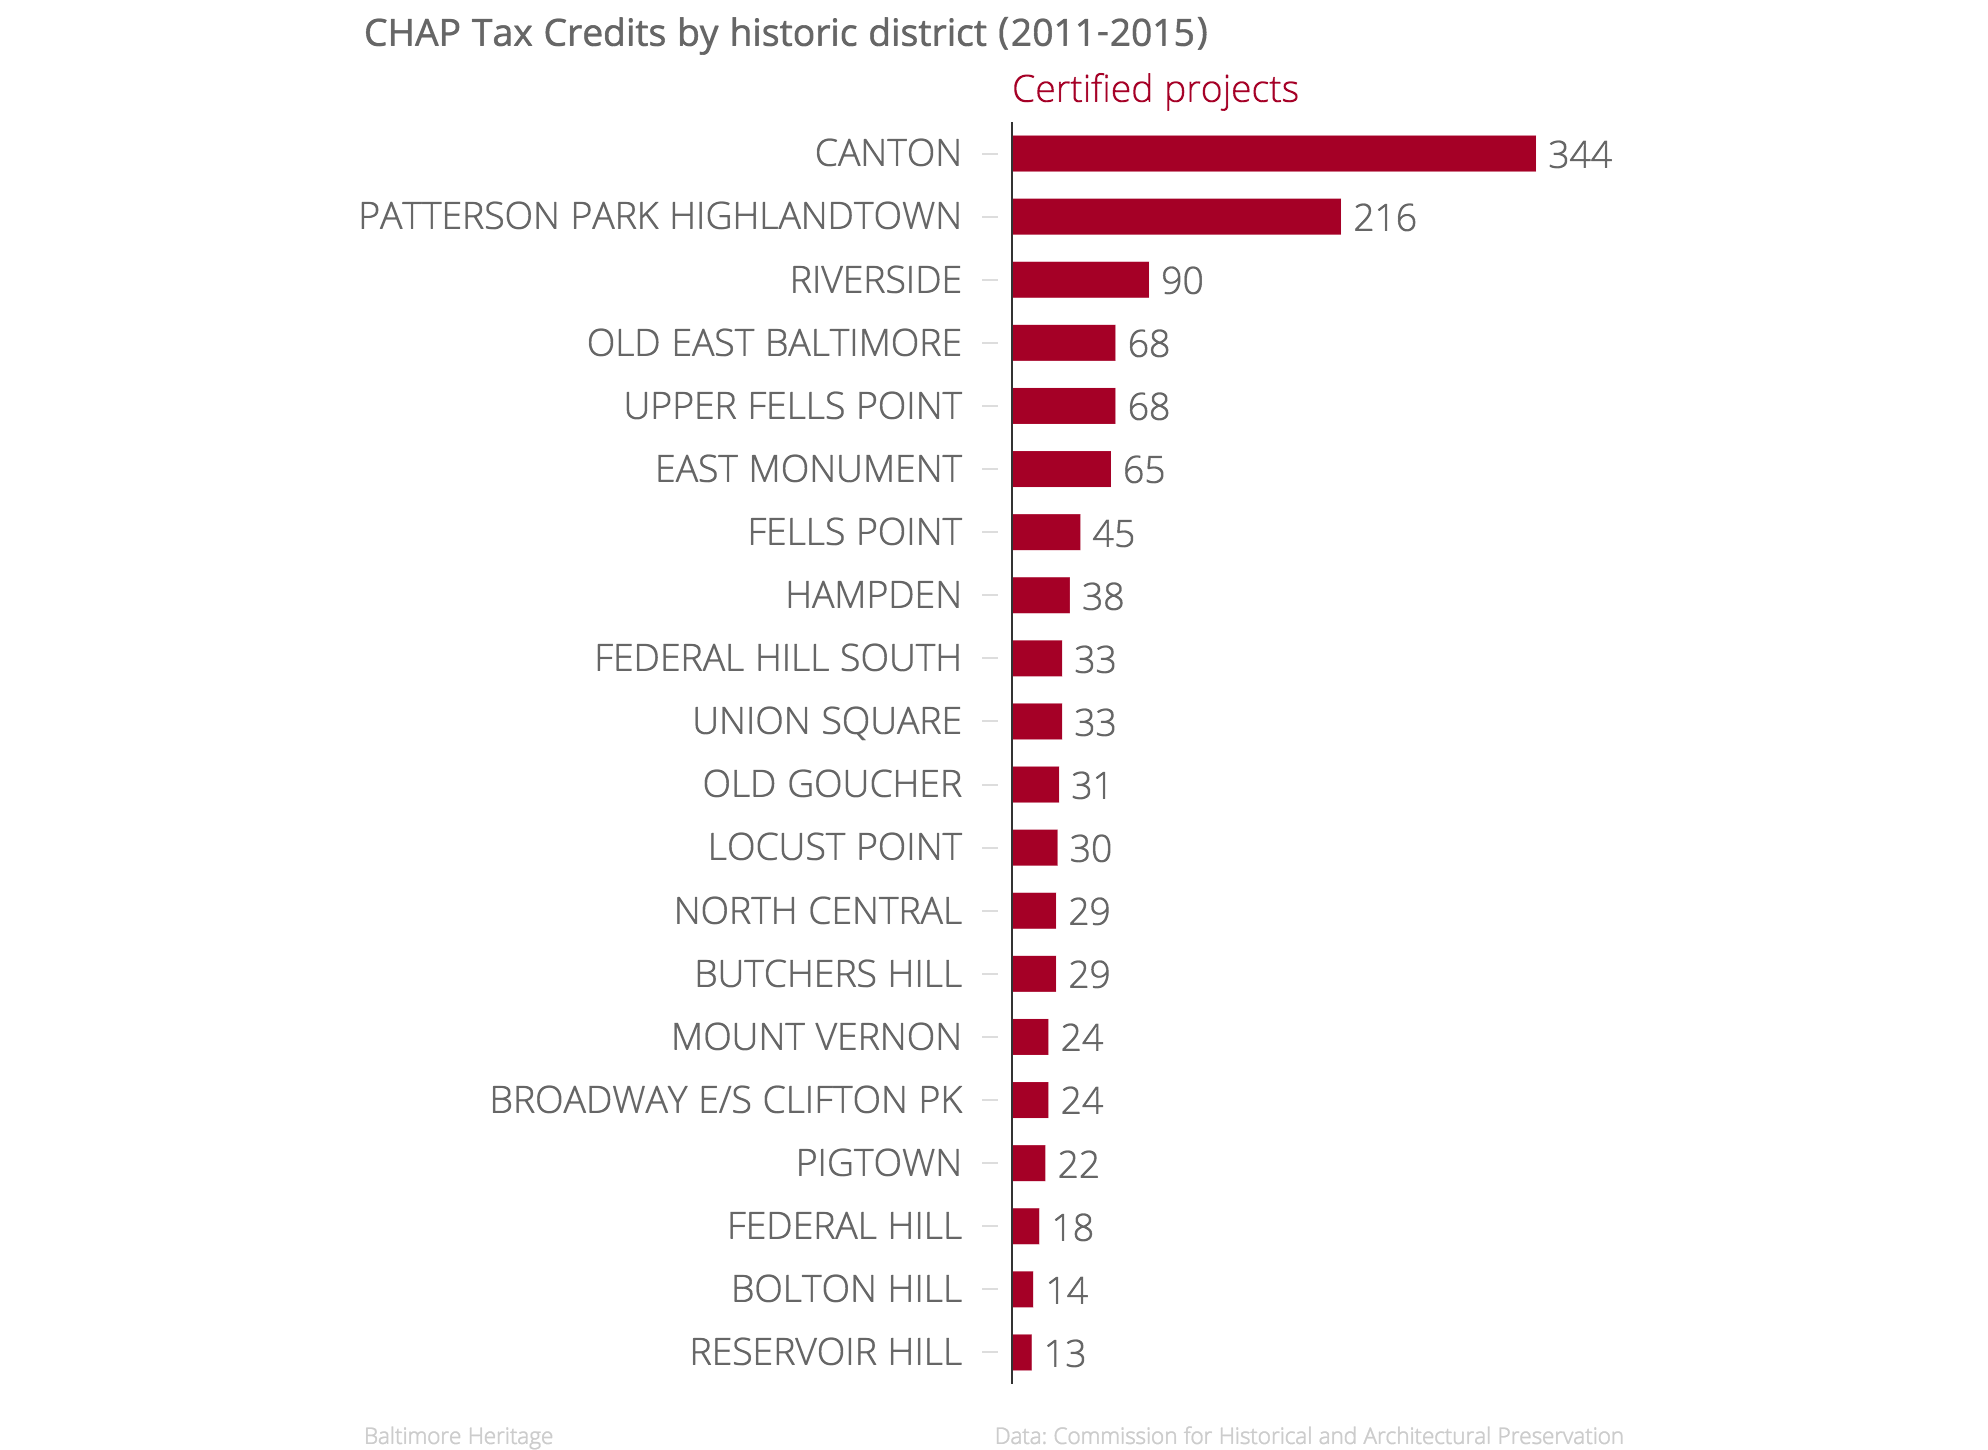 CHAP Tax Credits by historic district (2011-2015)
Certified projects
CANTON 344
PATTERSON PARK HIGHLANDTOWN 216
RIVERSIDE 90
OLD EAST BALTIMORE 68
UPPER FELLS POINT 68
EAST MONUMENT 65
FELLS POINT 45
HAMPDEN 38
FEDERAL HILL SOUTH 33
UNION SQUARE 33
OLD GOUCHER 31
LOCUST POINT 30
NORTH CENTRAL 29
BUTCHERS HILL 29
MOUNT VERNON 24
BROADWAY E/S CLIFTON PK 24
PIGTOWN 22
FEDERAL HILL 18
BOLTON HILL 14
RESERVOIR HILL 13
Baltimore Heritage Data: Commission for Historical and Architectural Preservation